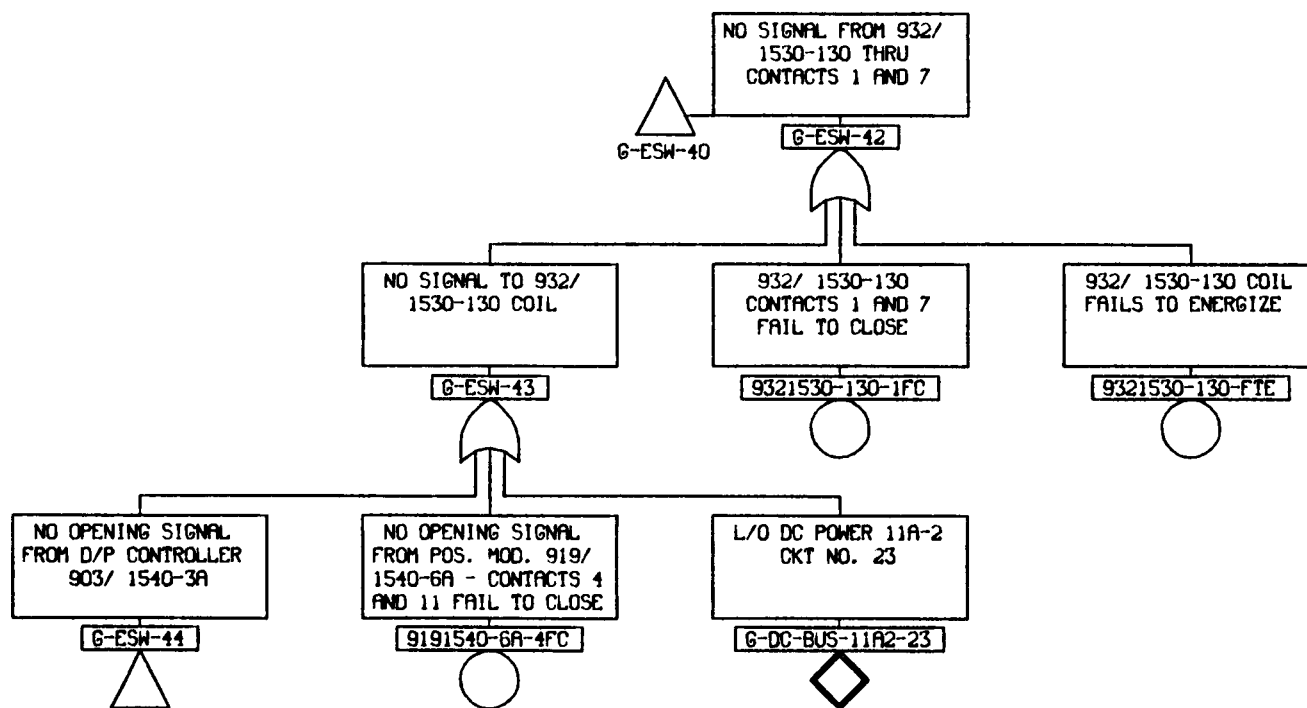 NO SIGNAL FROM 932/
1530-130 THRU
CONTACTS 1 AND 7
G-ESW-40
G-ESW-42
NO SIGNAL TO 932/
1530-130 COIL
932/ 1530-130
CONTACTS 1 AND 7
FAIL TO CLOSE
932/ 1530-130 COIL
FAILS TO ENERGIZE
G-ESW-43
9321530-130-1FC
9321530-130-FTE
NO OPENING SIGNAL
FROM D/P CONTROLLER
903/ 1540-3A
NO OPENING SIGNAL
FROM POS. MOD. 919/
1540-6A - CONTACTS 4
AND 11 FAIL TO CLOSE
L/O DC POWER 11A-2
CKT NO. 23
G-ESW-44
9191540-6A-4FC
G-DC-BUS-11A2-23